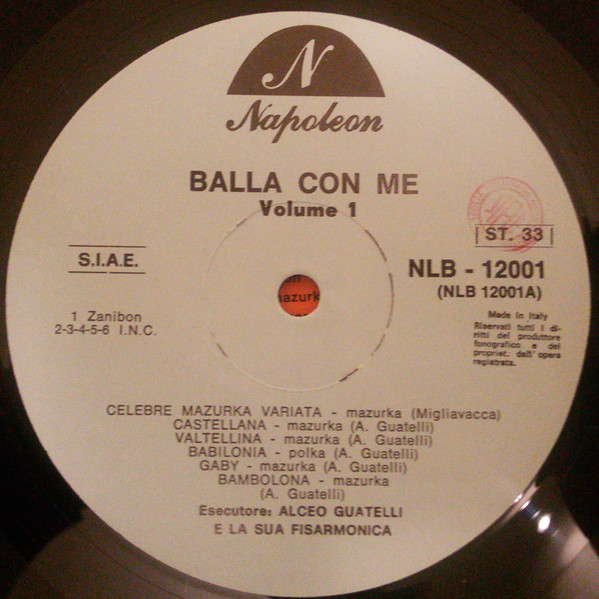 N
Napoleon
BALLA CON ME
Volume 1
ST. 33
S.I.A.E.
NLB - 12001
(NLB 12001A)
1 Zanibon
2-3-4-5-6 I.N.C.
mazurk
Made in Italy
Riservati tutti i di-
ritti del produttore
fonografico e del
propriet. dell'opera
registrata.
CELEBRE MAZURKA VARIATA - mazurka (Migliavacca)
CASTELLANA - mazurka (A. Guatelli)
VALTELLINA - mazurka (A. Guatelli)
BABILONIA - polka (A. Guatelli)
GABY - mazurka (A. Guatelli)
BAMBOLONA - mazurka
(A. Guatelli)
Esecutore: ALCEO GUATELLI
E LA SUA FISARMONICA